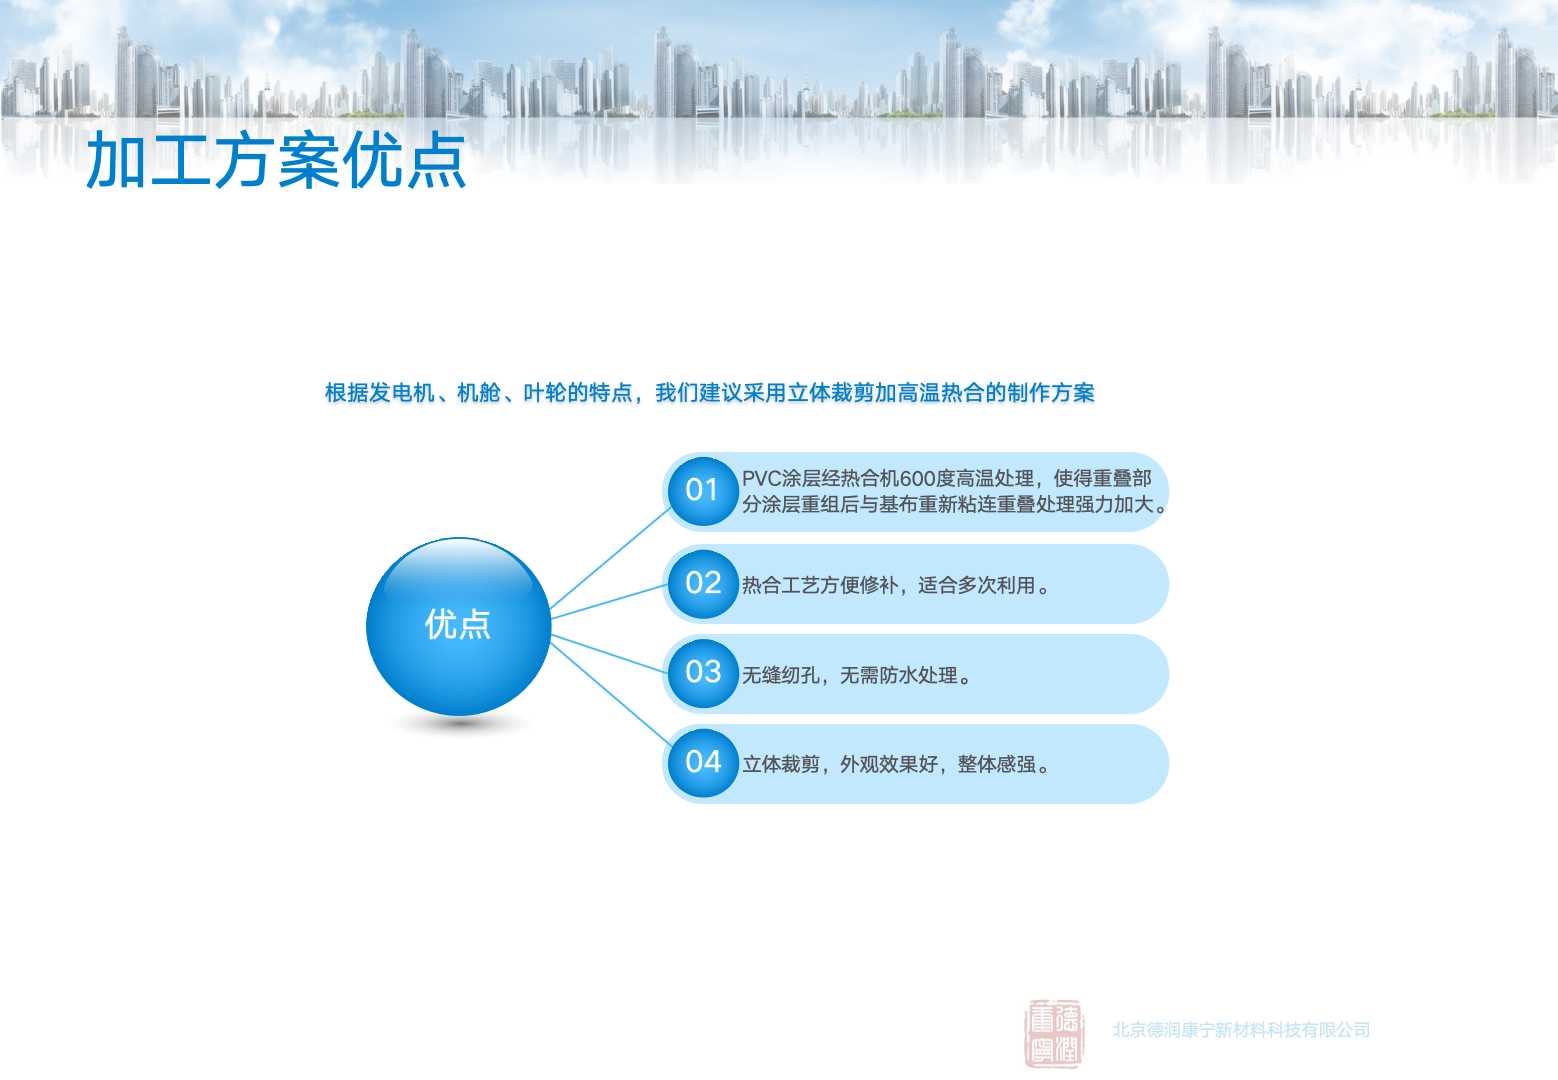 加工方案优点
根据发电机、机舱、叶轮的特点，我们建议采用立体裁剪加高温热合的制作方案
优点
01
PVC涂层经热合机600度高温处理，使得重叠部
分涂层重组后与基布重新粘连重叠处理强力加大。
02
热合工艺方便修补，适合多次利用。
03
无缝纫孔，无需防水处理。
04
立体裁剪，外观效果好，整体感强。
北京德润康宁新材料科技有限公司